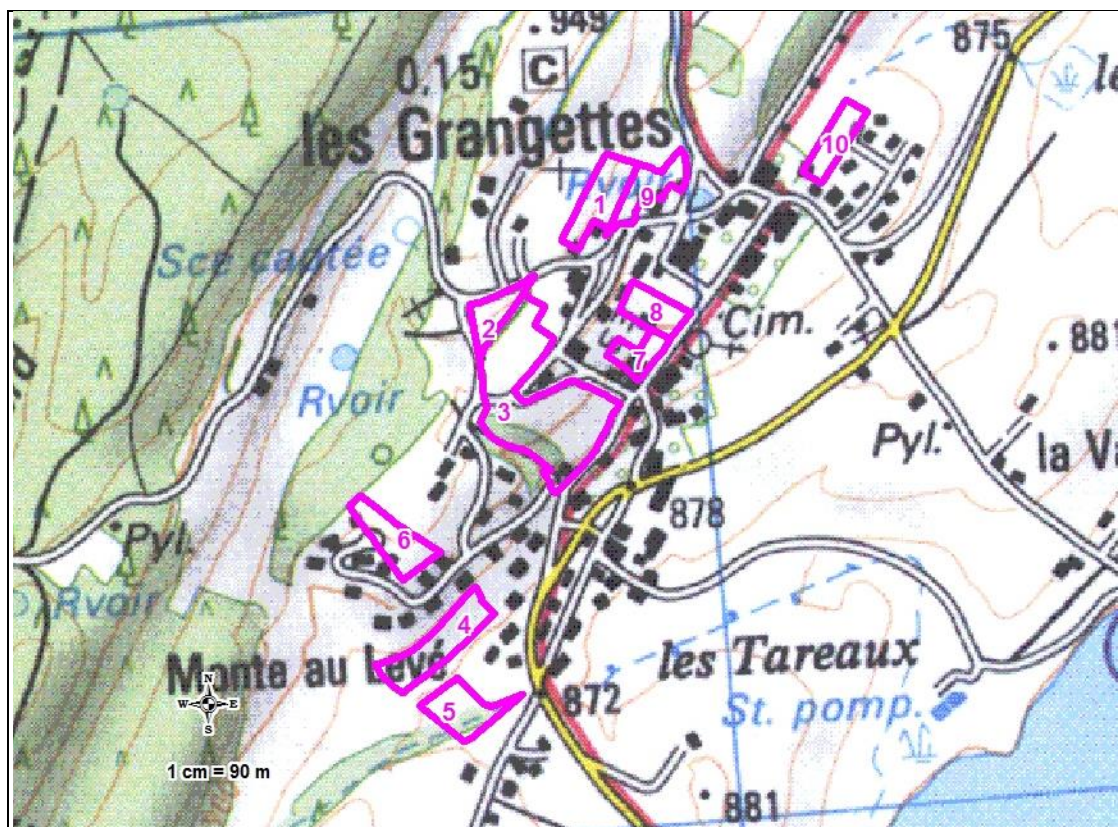 949
875
0.15
C
les Grangettes
10
1
9
Rvoir
Sce captée
2
8
Cim.
881
7
Rvoir
3
Pyl.
la Va
878
Pyl.
6
Rvoir
4
les Tareaux
Mante au Levé
N
W E
S
5
872
St. pomp.
1 cm = 90 m
881